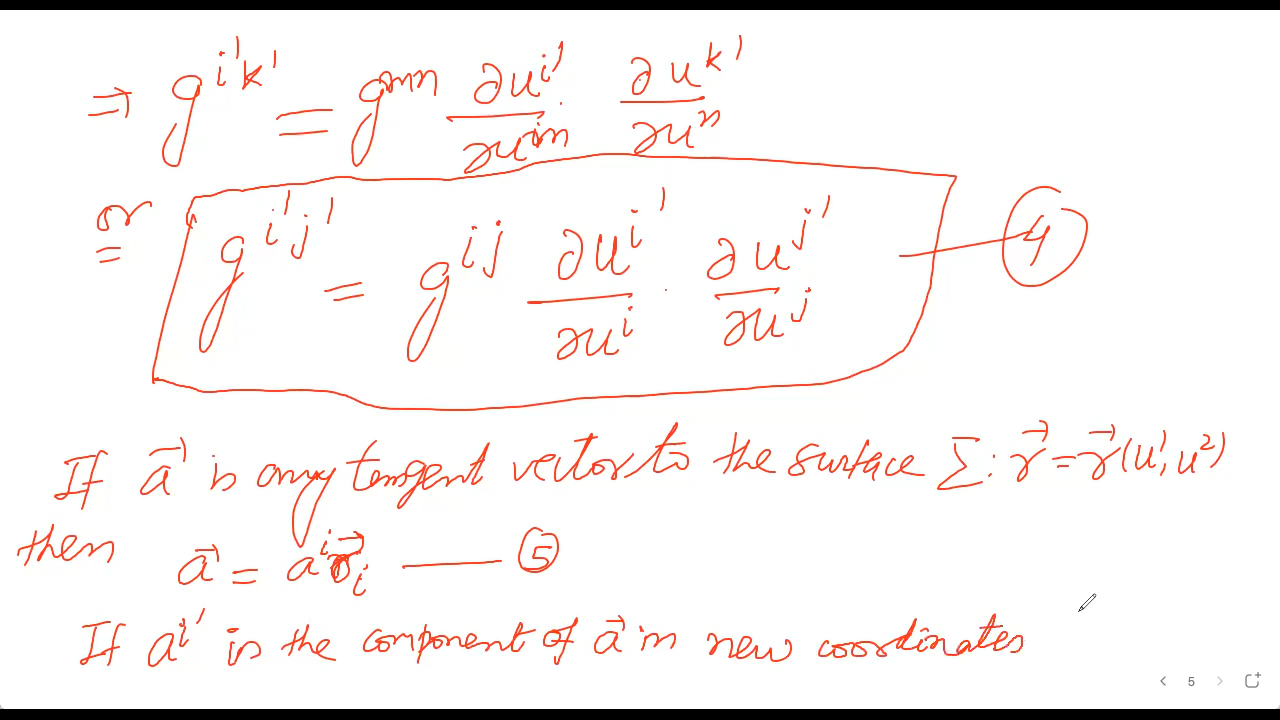 ⇒ g^{i'k'} = g^{mn} ∂u^{i'}/∂u^{m} · ∂u^{k'}/∂u^{n}
or g^{i'j'} = g^{ij} ∂u^{i'}/∂u^{i} · ∂u^{j'}/∂u^{j} — ④
If a⃗ is any tangent vector to the surface Σ: r⃗ = r⃗(u¹, u²)
then a⃗ = a^{i} r⃗_{i} — ⑤
If a^{i'} is the component of a⃗ in new coordinates
< 5 >